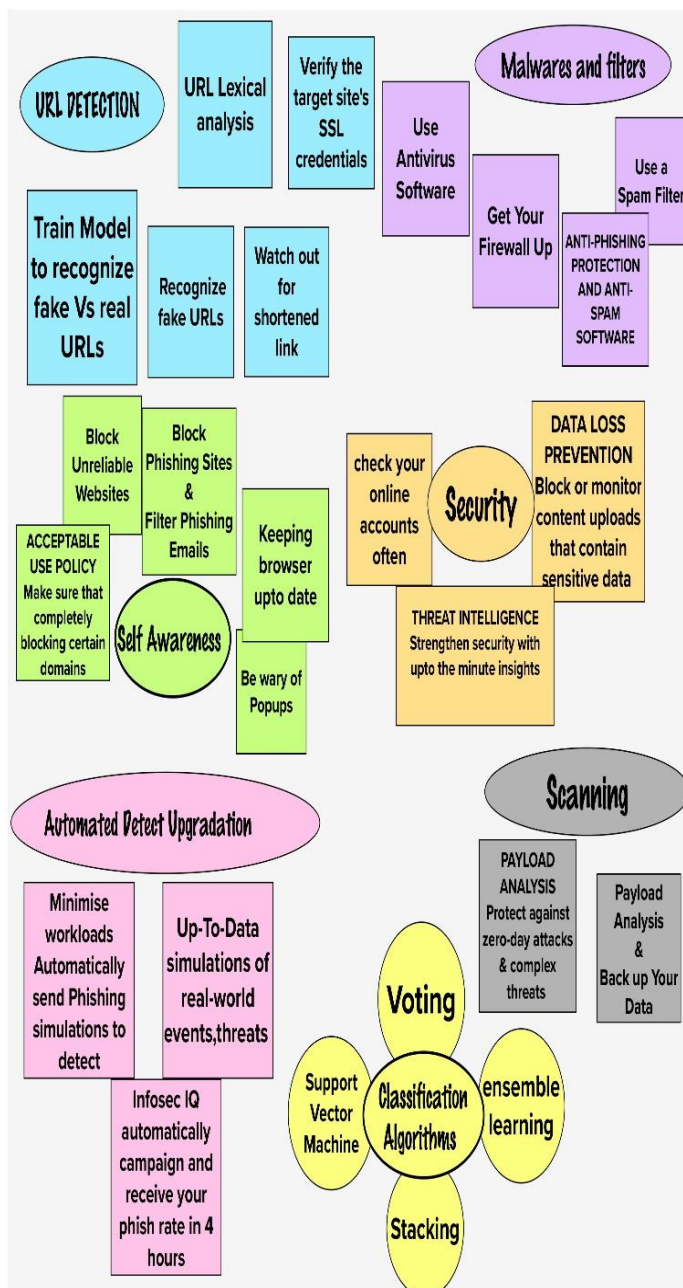 URL DETECTION
URL Lexical
analysis
Verify the
target site's
SSL
credentials
Train Model
to recognize
fake Vs real
URLs
Recognize
fake URLs
Watch out
for
shortened
link
Malwares and filters
Use
Antivirus
Software
Get Your
Firewall Up
Use a
Spam Filter
ANTI-PHISHING
PROTECTION
AND ANTI-
SPAM
SOFTWARE
Block
Unreliable
Websites
Block
Phishing Sites
&
Filter Phishing
Emails
ACCEPTABLE
USE POLICY
Make sure that
completely
blocking certain
domains
Self Awareness
Keeping
browser
upto date
Be wary of
Popups
check your
online
accounts
often
Security
DATA LOSS
PREVENTION
Block or monitor
content uploads
that contain
sensitive data
THREAT INTELLIGENCE
Strengthen security with
upto the minute insights
Automated Detect Upgradation
Minimise
workloads
Automatically
send Phishing
simulations to
detect
Up-To-Data
simulations of
real-world
events,threats
Infosec IQ
automatically
campaign and
receive your
phish rate in 4
hours
Scanning
PAYLOAD
ANALYSIS
Protect against
zero-day attacks
& complex
threats
Payload
Analysis
&
Back up Your
Data
Voting
Support
Vector
Machine
Classification
Algorithms
ensemble
learning
Stacking